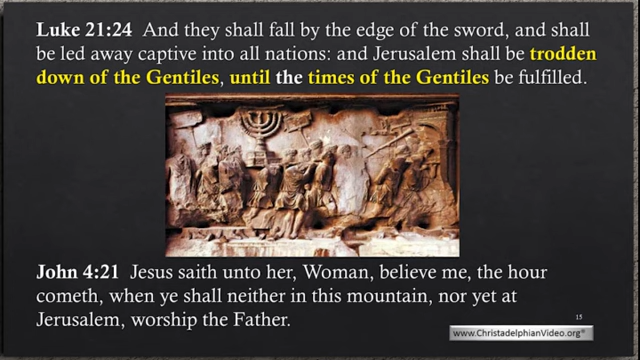 Luke 21:24 And they shall fall by the edge of the sword, and shall
be led away captive into all nations: and Jerusalem shall be trodden
down of the Gentiles, until the times of the Gentiles be fulfilled.
John 4:21 Jesus saith unto her, Woman, believe me, the hour
cometh, when ye shall neither in this mountain, nor yet at
Jerusalem, worship the Father.
15
www.ChristadelphianVideo.org®